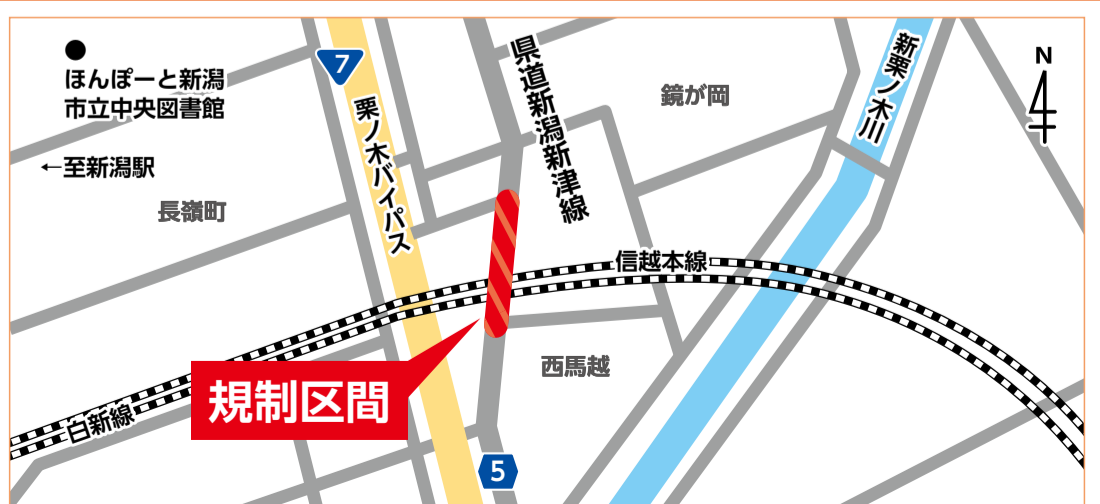 ほんぽーと新潟
市立中央図書館
←至新潟駅
長嶺町
7
栗ノ木バイパス
県道新潟新津線
鏡が岡
新栗ノ木川
N
信越本線
西馬越
規制区間
白新線
5